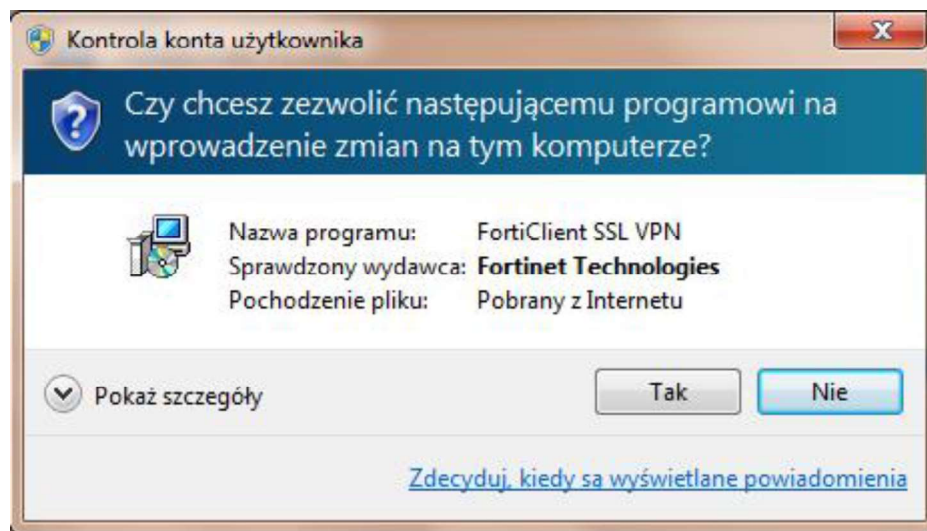 Kontrola konta użytkownika
Czy chcesz zezwolić następującemu programowi na
wprowadzenie zmian na tym komputerze?
Nazwa programu: FortiClient SSL VPN
Sprawdzony wydawca: Fortinet Technologies
Pochodzenie pliku: Pobrany z Internetu
Pokaż szczegóły Tak Nie
Zdecyduj, kiedy są wyświetlane powiadomienia